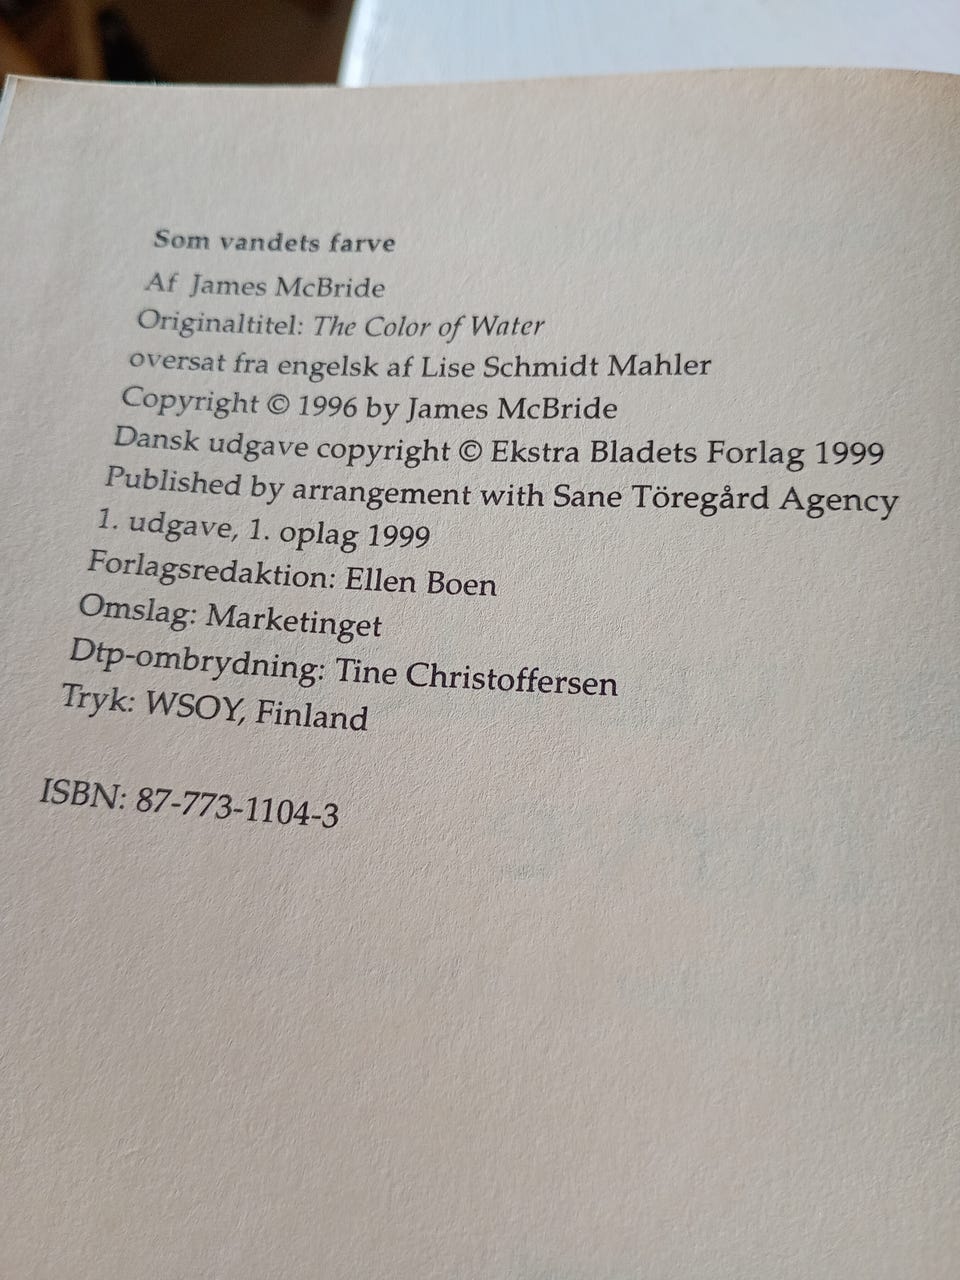 Som vandets farve
Af James McBride
Originaltitel: The Color of Water
oversat fra engelsk af Lise Schmidt Mahler
Copyright © 1996 by James McBride
Dansk udgave copyright © Ekstra Bladets Forlag 1999
Published by arrangement with Sane Töregård Agency
1. udgave, 1. oplag 1999
Forlagsredaktion: Ellen Boen
Omslag: Marketinget
Dtp-ombrydning: Tine Christoffersen
Tryk: WSOY, Finland
ISBN: 87-773-1104-3